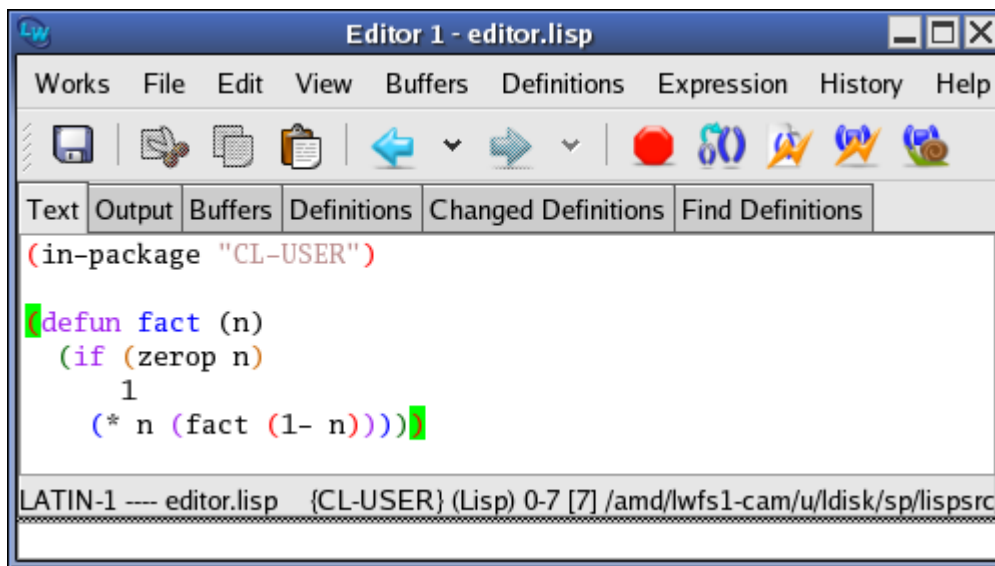 LW Editor 1 - editor.lisp
Works File Edit View Buffers Definitions Expression History Help
Text Output Buffers Definitions Changed Definitions Find Definitions
(in-package "CL-USER")
(defun fact (n)
  (if (zerop n)
      1
    (* n (fact (1- n)))))
LATIN-1 ---- editor.lisp {CL-USER} (Lisp) 0-7 [7] /amd/lwfs1-cam/u/ldisk/sp/lispsrc